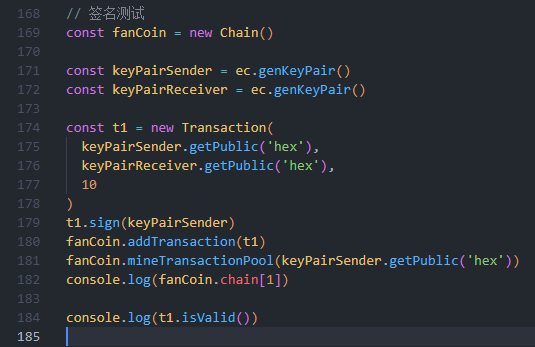 168 // 签名测试
169 const fanCoin = new Chain()
170
171 const keyPairSender = ec.genKeyPair()
172 const keyPairReceiver = ec.genKeyPair()
173
174 const t1 = new Transaction(
175 keyPairSender.getPublic('hex'),
176 keyPairReceiver.getPublic('hex'),
177 10
178 )
179 t1.sign(keyPairSender)
180 fanCoin.addTransaction(t1)
181 fanCoin.mineTransactionPool(keyPairSender.getPublic('hex'))
182 console.log(fanCoin.chain[1])
183
184 console.log(t1.isValid())
185